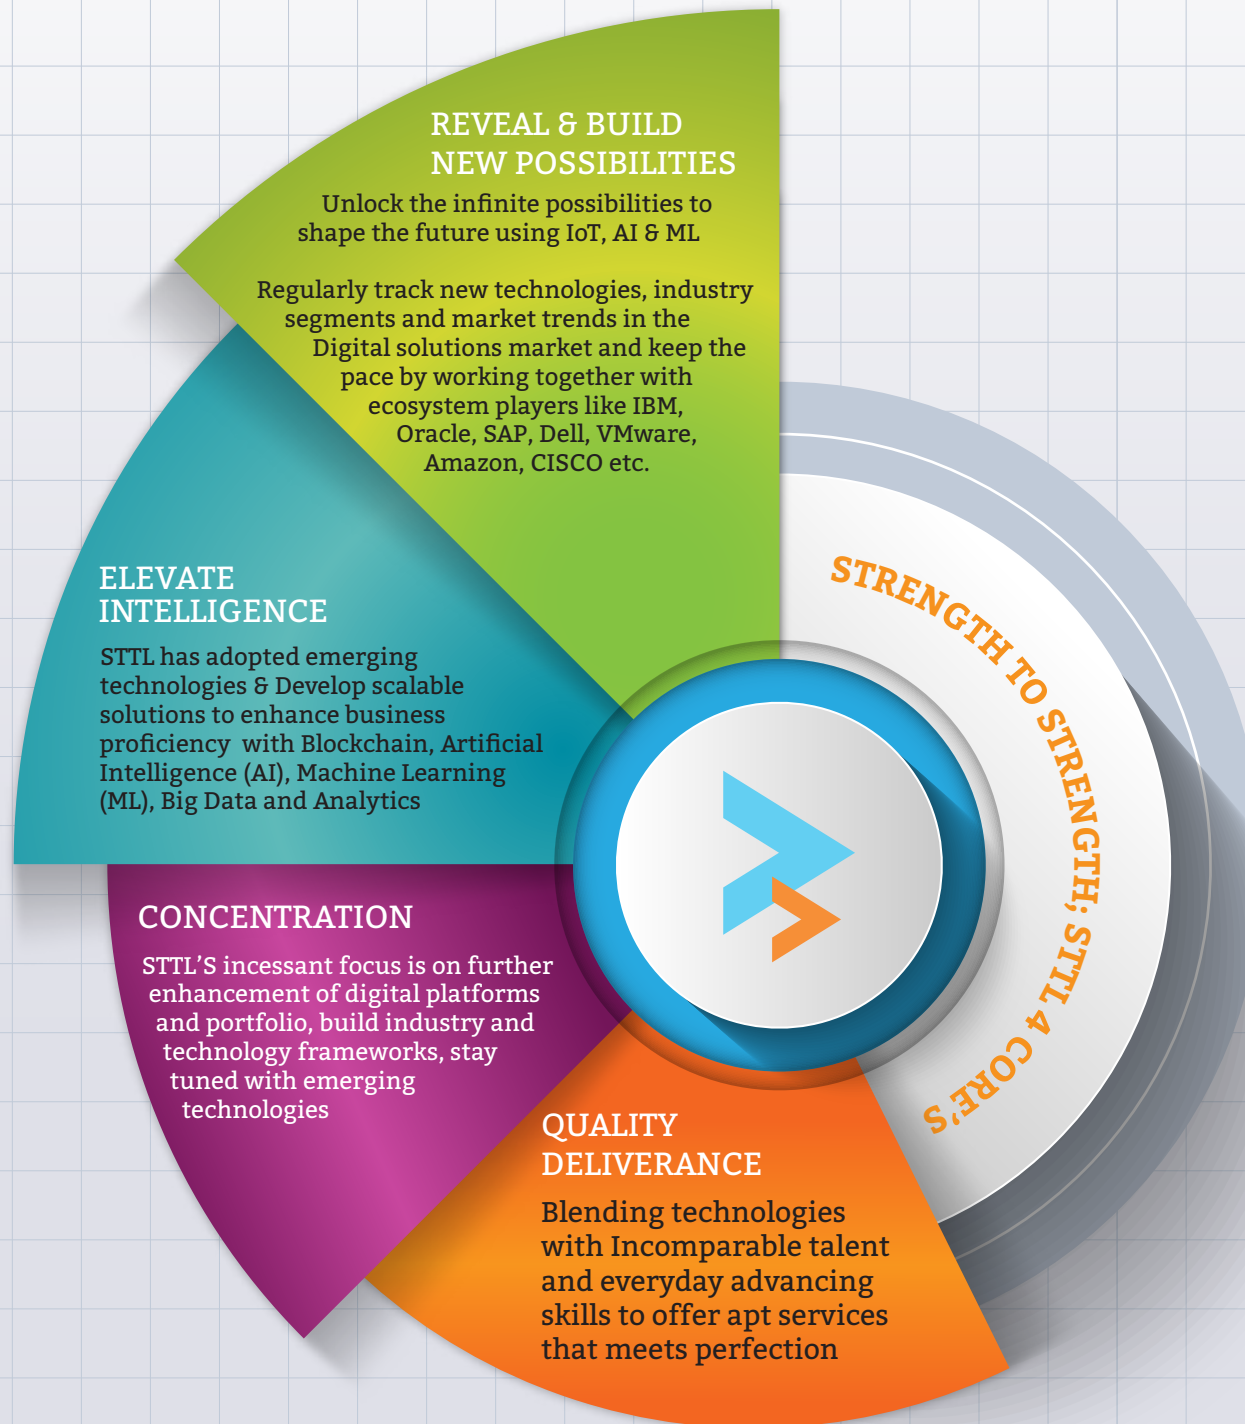 REVEAL & BUILD
NEW POSSIBILITIES
Unlock the infinite possibilities to
shape the future using IoT, AI & ML
Regularly track new technologies, industry
segments and market trends in the
Digital solutions market and keep the
pace by working together with
ecosystem players like IBM,
Oracle, SAP, Dell, VMware,
Amazon, CISCO etc.
ELEVATE
INTELLIGENCE
STTL has adopted emerging
technologies & Develop scalable
solutions to enhance business
proficiency with Blockchain, Artificial
Intelligence (AI), Machine Learning
(ML), Big Data and Analytics
CONCENTRATION
STTL'S incessant focus is on further
enhancement of digital platforms
and portfolio, build industry and
technology frameworks, stay
tuned with emerging
technologies
QUALITY
DELIVERANCE
Blending technologies
with Incomparable talent
and everyday advancing
skills to offer apt services
that meets perfection
STRENGTH TO STRENGTH; STTL 4 CORE'S